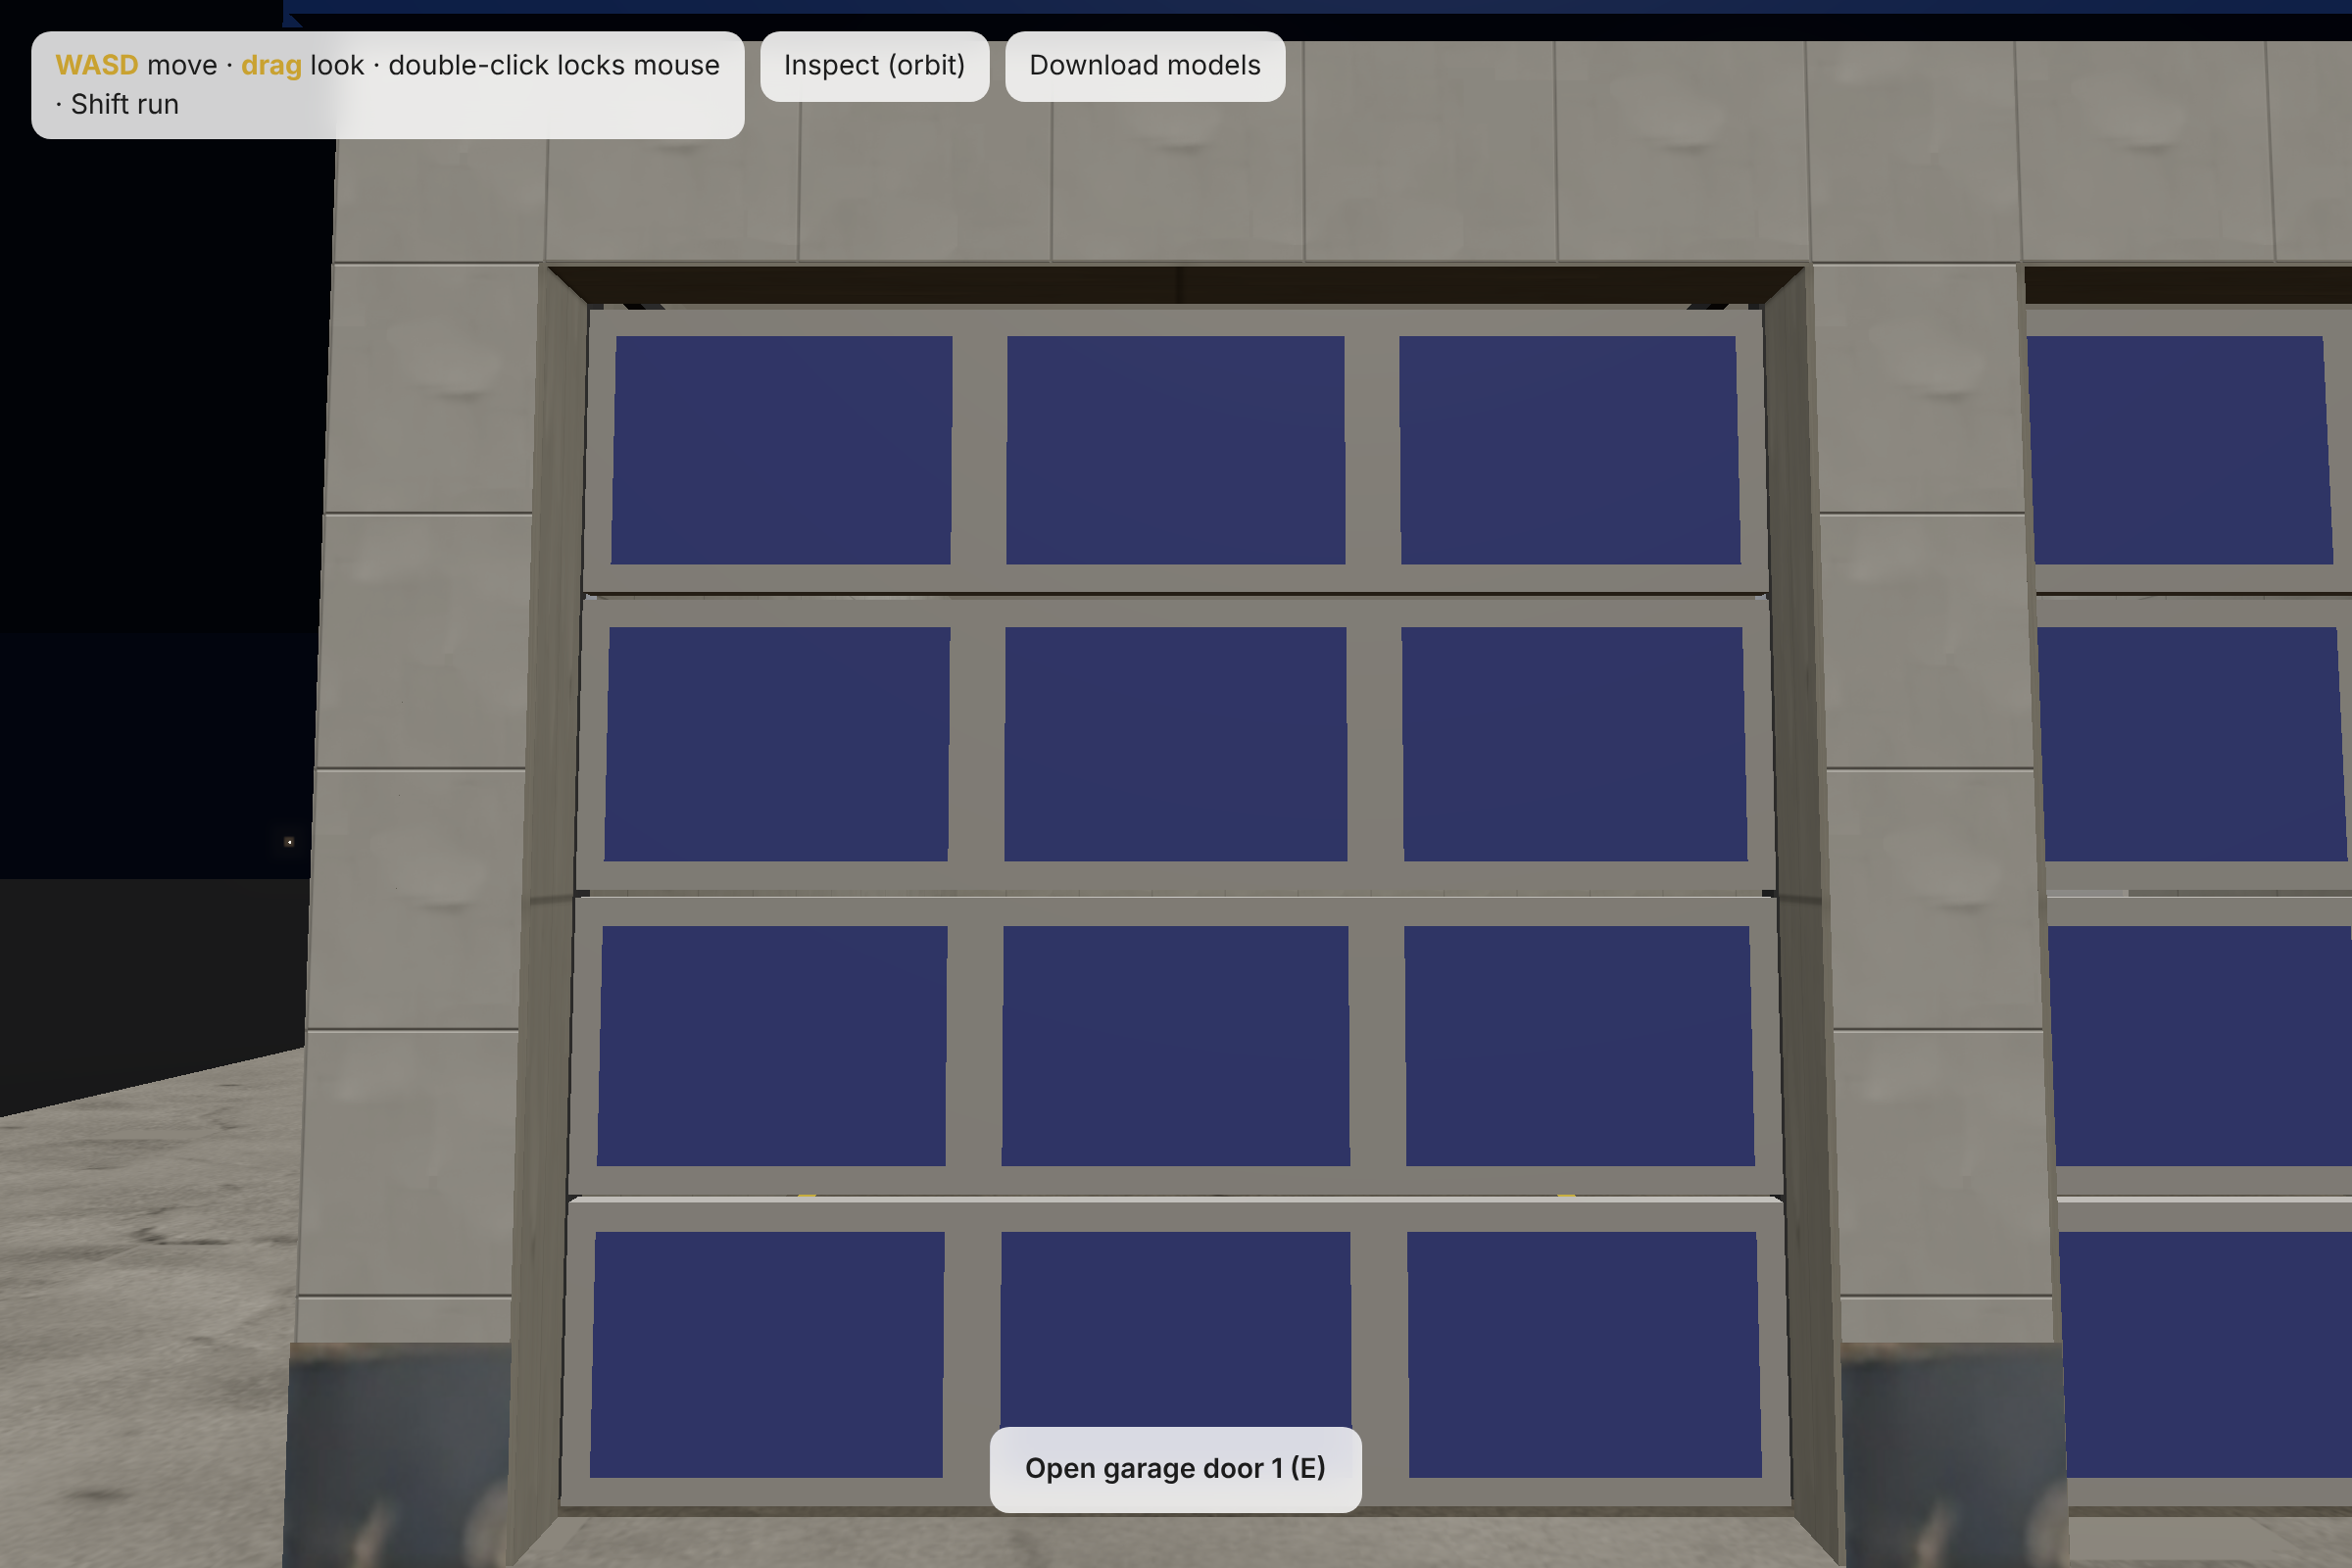 WASD move · drag look · double-click locks mouse
· Shift run
Inspect (orbit)
Download models
Open garage door 1 (E)